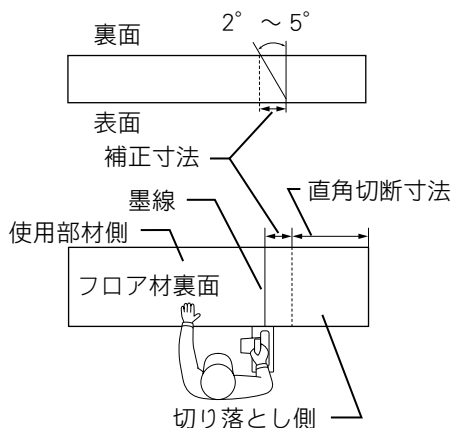 2° ～ 5°
裏面
表面
補正寸法
直角切断寸法
墨線
使用部材側
フロア材裏面
切り落とし側